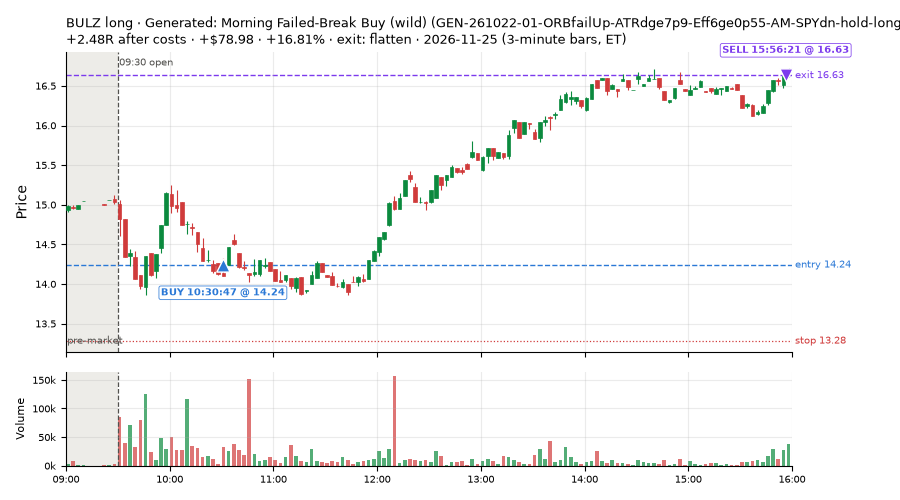 BULZ long · Generated: Morning Failed-Break Buy (wild) (GEN-261022-01-ORBfailUp-ATRdge7p9-Eff6ge0p55-AM-SPYdn-hold-long
+2.48R after costs · +$78.98 · +16.81% · exit: flatten · 2026-11-25 (3-minute bars, ET)
SELL 15:56:21 @ 16.63
09:30 open
exit 16.63
16.5
16.0
15.5
15.0
14.5
14.0
13.5
Price
entry 14.24
BUY 10:30:47 @ 14.24
pre-market
stop 13.28
150k
100k
50k
0k
Volume
09:00
10:00
11:00
12:00
13:00
14:00
15:00
16:00